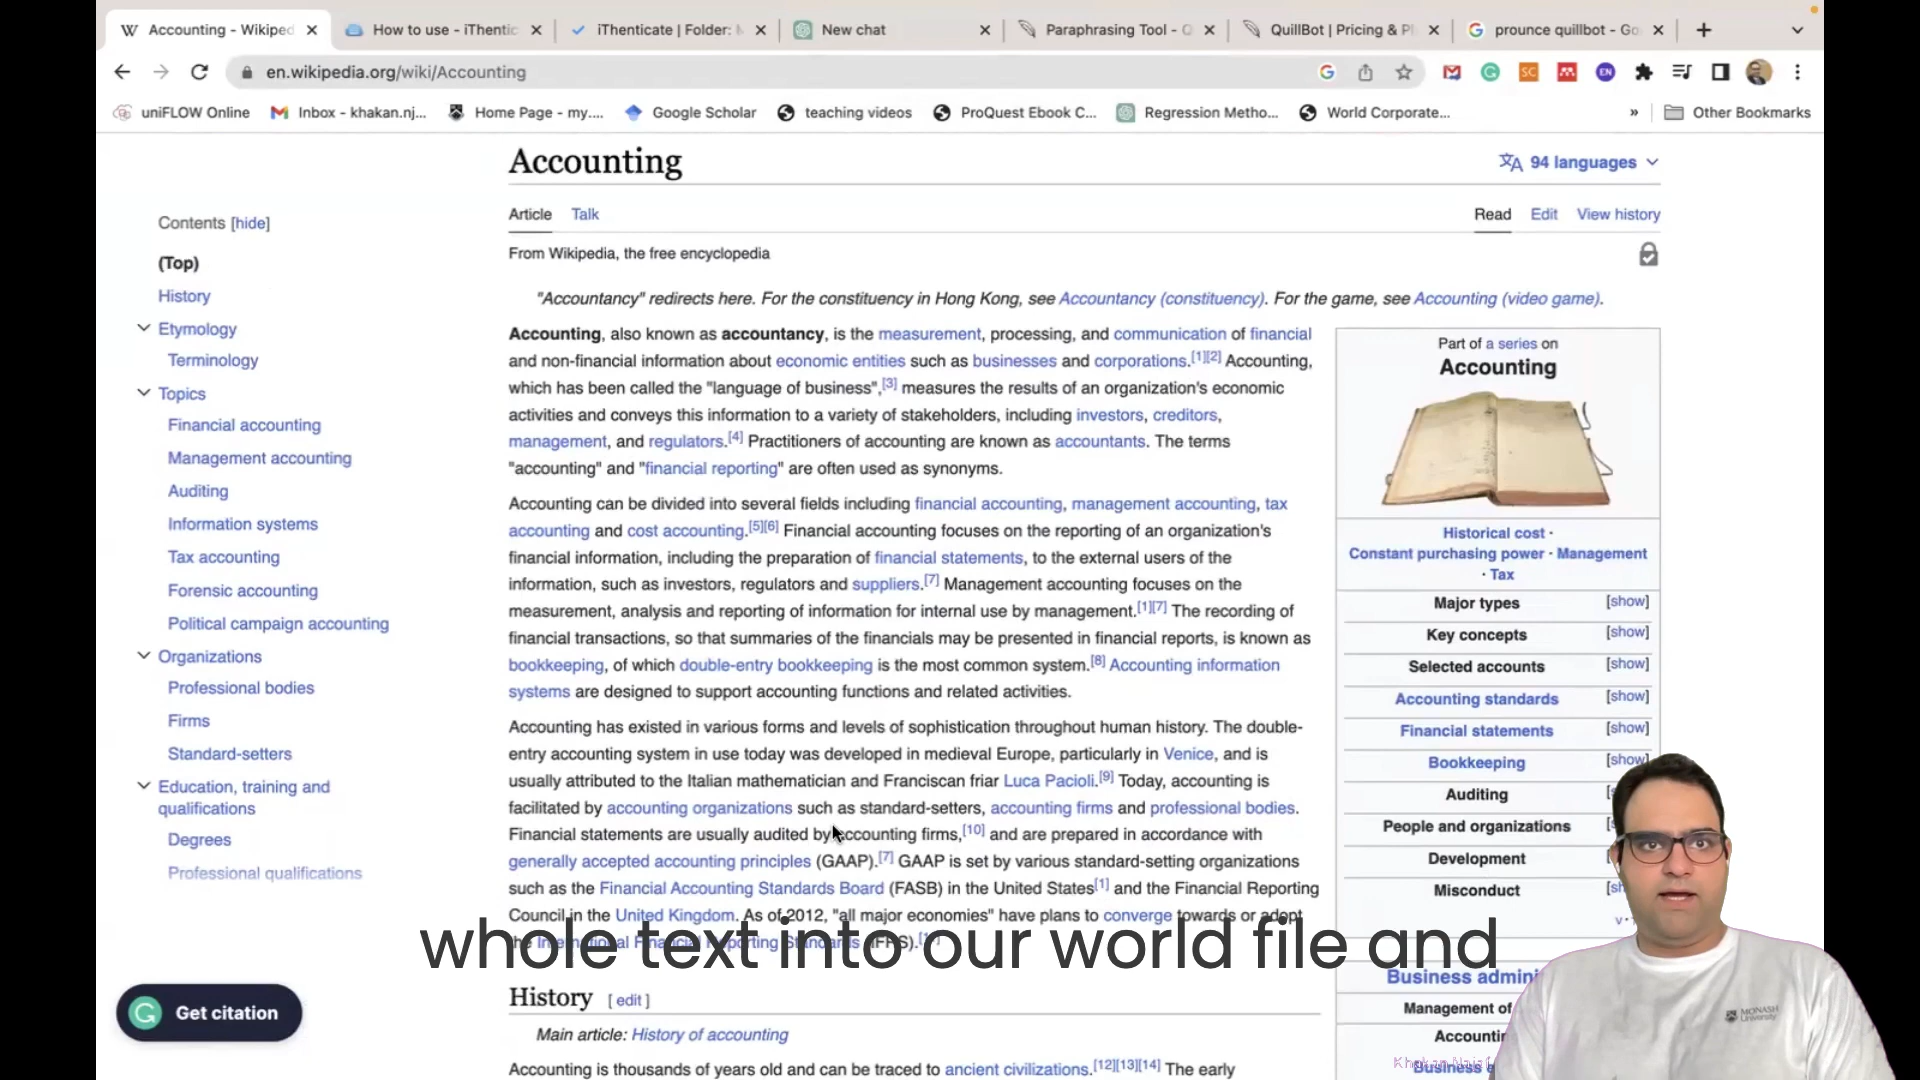 Accounting - Wikiped
How to use - iThentic
iThenticate | Folder:
New chat
Paraphrasing Tool - Q
QuillBot | Pricing & P
prounce quillbot - Go
en.wikipedia.org/wiki/Accounting
uniFLOW Online
Inbox - khakan.nj...
Home Page - my....
Google Scholar
teaching videos
ProQuest Ebook C...
Regression Metho...
World Corporate...
»
Other Bookmarks
Accounting
94 languages
Article Talk
Read Edit View history
From Wikipedia, the free encyclopedia
Contents [hide]
(Top)
History
Etymology
Terminology
Topics
Financial accounting
Management accounting
Auditing
Information systems
Tax accounting
Forensic accounting
Political campaign accounting
Organizations
Professional bodies
Firms
Standard-setters
Education, training and
qualifications
Degrees
Professional qualifications
Get citation
"Accountancy" redirects here. For the constituency in Hong Kong, see Accountancy (constituency). For the game, see Accounting (video game).
Accounting, also known as accountancy, is the measurement, processing, and communication of financial
and non-financial information about economic entities such as businesses and corporations.[1][2] Accounting,
which has been called the "language of business",[3] measures the results of an organization's economic
activities and conveys this information to a variety of stakeholders, including investors, creditors,
management, and regulators.[4] Practitioners of accounting are known as accountants. The terms
"accounting" and "financial reporting" are often used as synonyms.
Accounting can be divided into several fields including financial accounting, management accounting, tax
accounting and cost accounting.[5][6] Financial accounting focuses on the reporting of an organization's
financial information, including the preparation of financial statements, to the external users of the
information, such as investors, regulators and suppliers.[7] Management accounting focuses on the
measurement, analysis and reporting of information for internal use by management.[1][7] The recording of
financial transactions, so that summaries of the financials may be presented in financial reports, is known as
bookkeeping, of which double-entry bookkeeping is the most common system.[8] Accounting information
systems are designed to support accounting functions and related activities.
Accounting has existed in various forms and levels of sophistication throughout human history. The double-
entry accounting system in use today was developed in medieval Europe, particularly in Venice, and is
usually attributed to the Italian mathematician and Franciscan friar Luca Pacioli.[9] Today, accounting is
facilitated by accounting organizations such as standard-setters, accounting firms and professional bodies.
Financial statements are usually audited by accounting firms,[10] and are prepared in accordance with
generally accepted accounting principles (GAAP).[7] GAAP is set by various standard-setting organizations
such as the Financial Accounting Standards Board (FASB) in the United States[1] and the Financial Reporting
Council in the United Kingdom. As of 2012, "all major economies" have plans to converge towards or adopt
the International Financial Reporting Standards (IFRS).
whole text into our world file and
History [ edit ]
Main article: History of accounting
Accounting is thousands of years old and can be traced to ancient civilizations.[12][13][14] The early
Part of a series on
Accounting
Historical cost ·
Constant purchasing power · Management
· Tax
Major types [show]
Key concepts [show]
Selected accounts [show]
Accounting standards [show]
Financial statements [show]
Bookkeeping [show]
Auditing
People and organizations
Development
Misconduct
Business admini
Management of
Accountin
MONASH
University